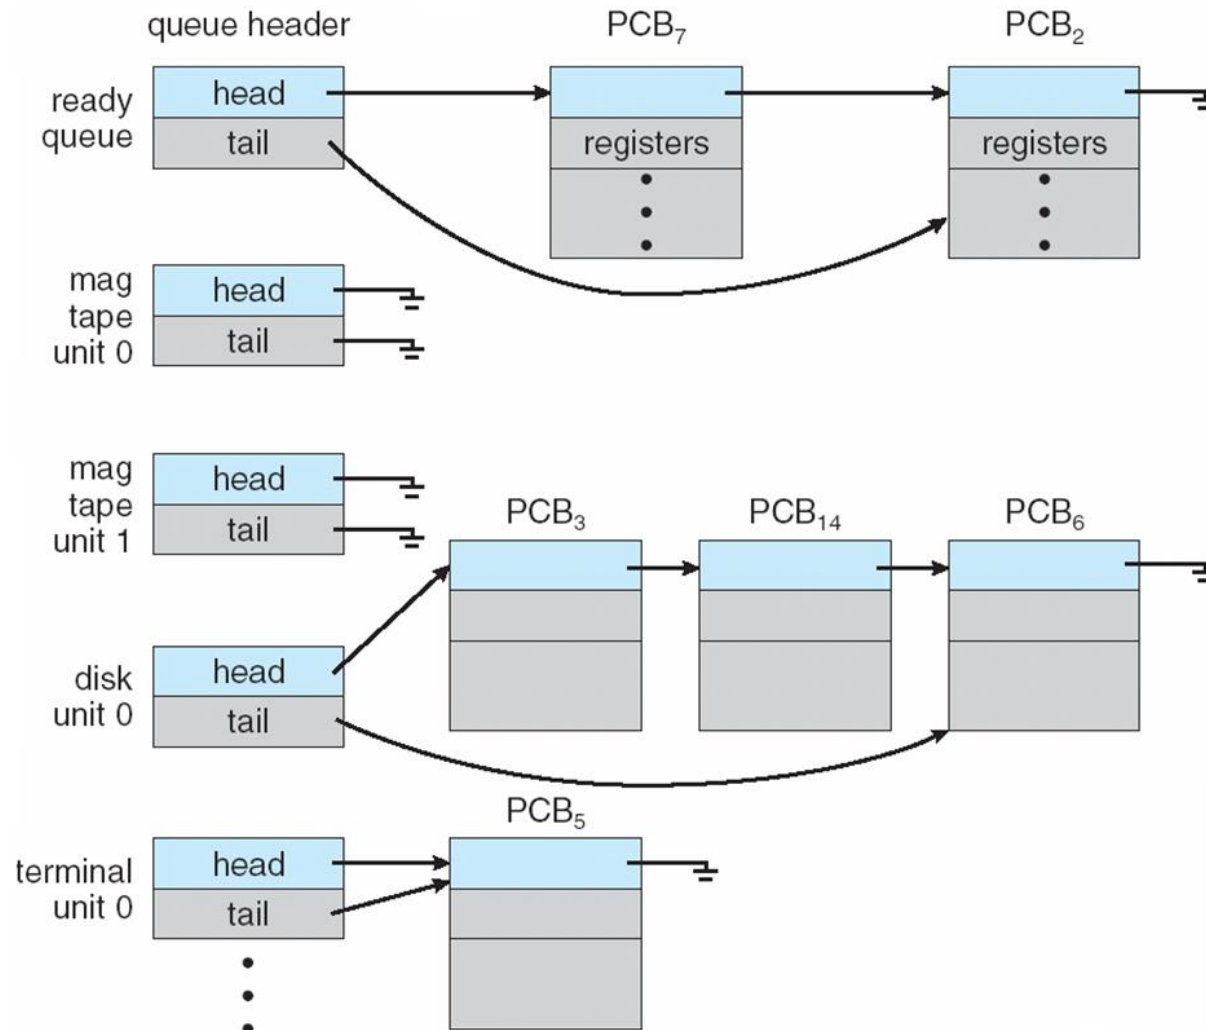 queue header
PCB₇
PCB₂
ready
queue
head
tail
registers
registers
mag
tape
unit 0
head
tail
mag
tape
unit 1
head
tail
PCB₃
PCB₁₄
PCB₆
disk
unit 0
head
tail
PCB₅
terminal
unit 0
head
tail